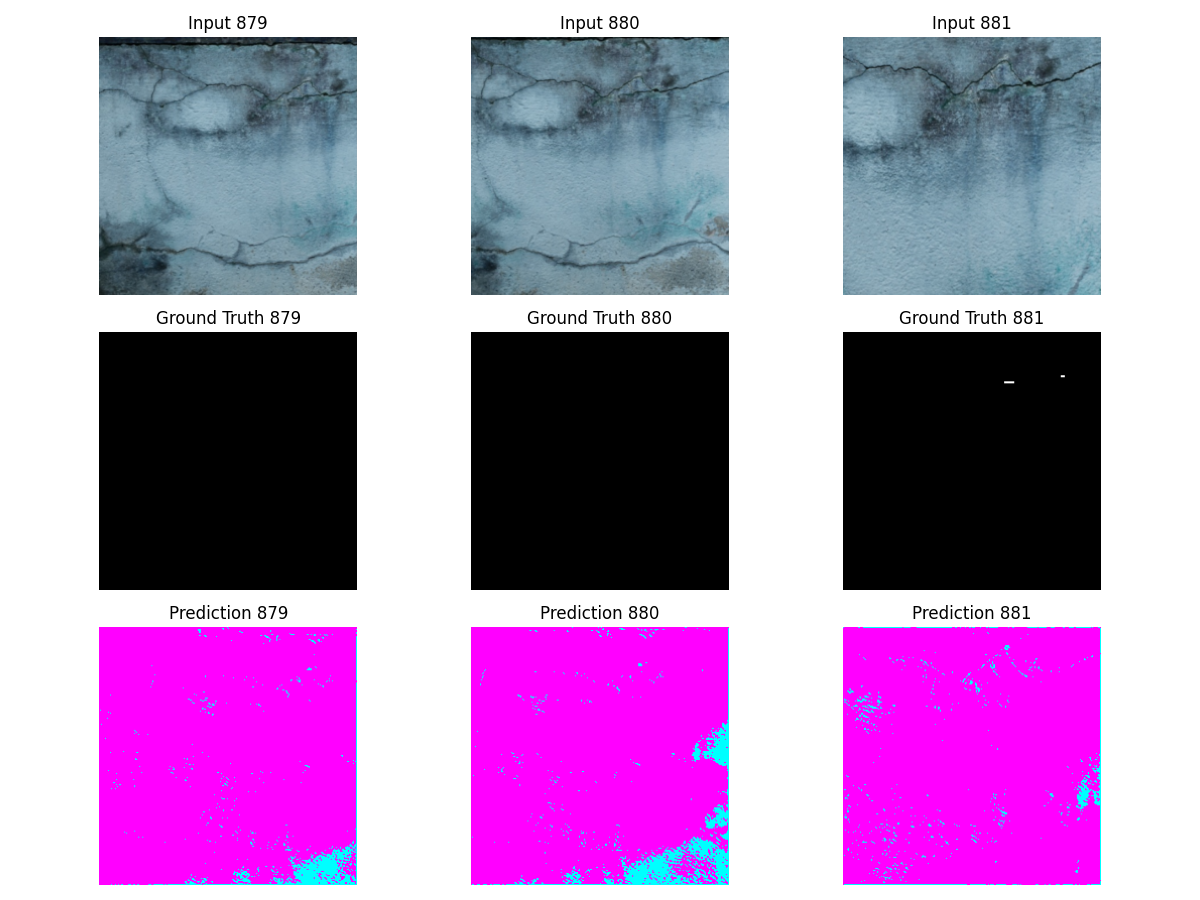 Input 879
Input 880
Input 881
Ground Truth 879
Ground Truth 880
Ground Truth 881
Prediction 879
Prediction 880
Prediction 881